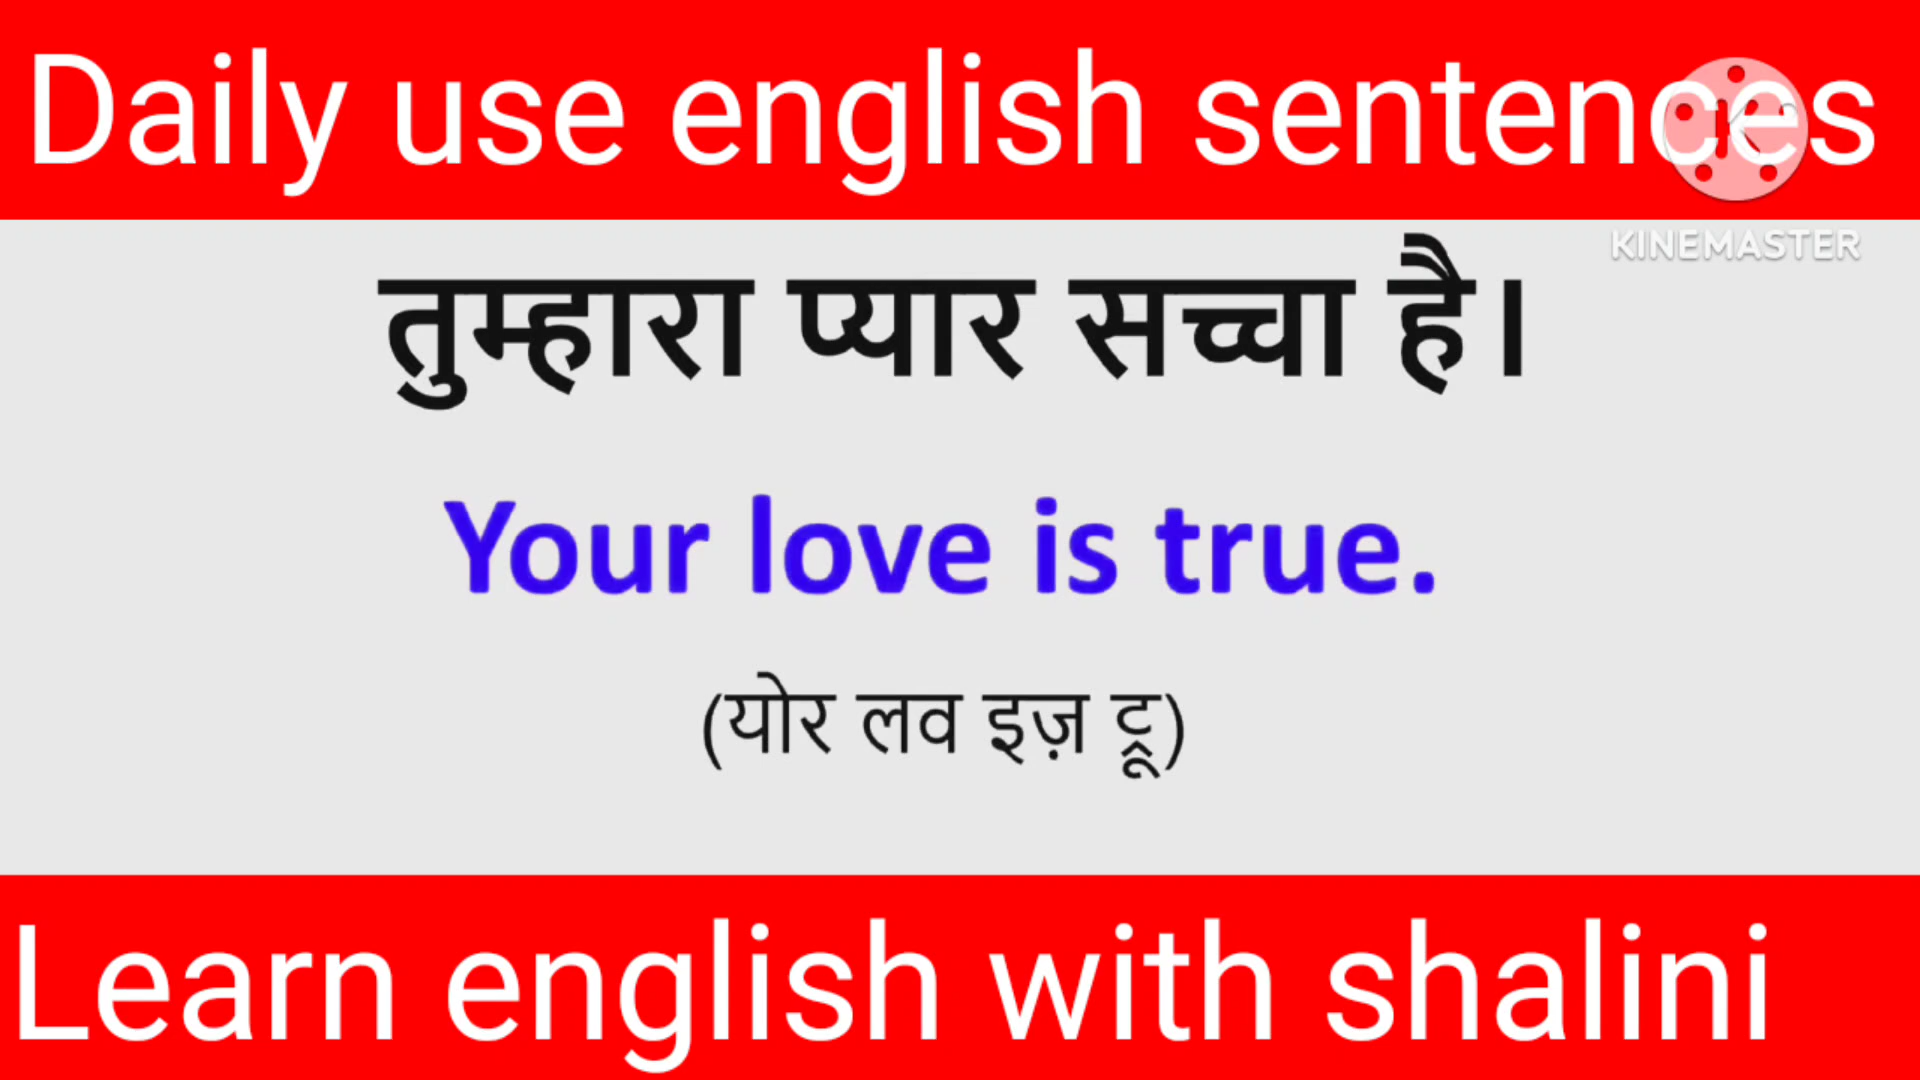 Daily use english sentences
KINEMASTER
तुम्हारा प्यार सच्चा है।
Your love is true.
(योर लव इज़ ट्रू)
Learn english with shalini